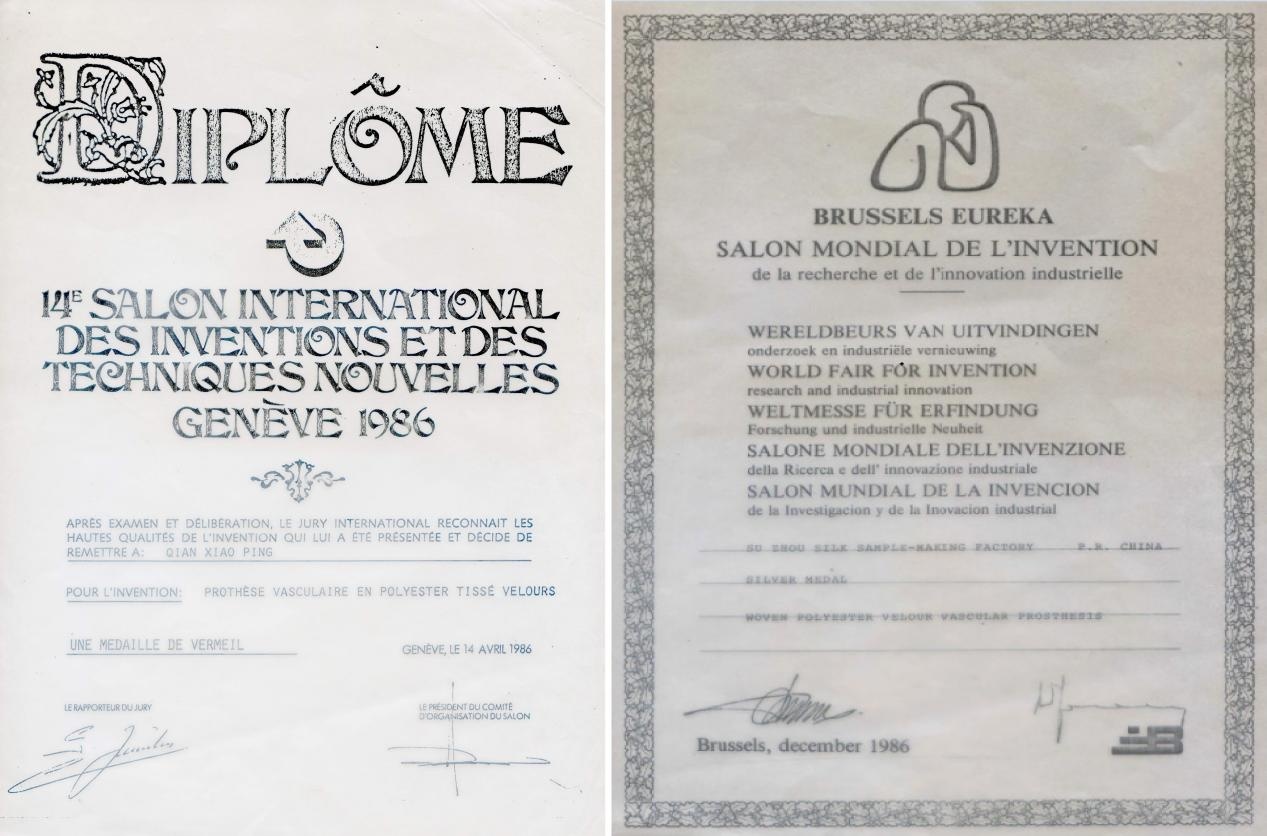 DIPLÔME
14E SALON INTERNATIONAL
DES INVENTIONS ET DES
TECHNIQUES NOUVELLES
GENÈVE 1986
APRÈS EXAMEN ET DÉLIBÉRATION, LE JURY INTERNATIONAL RECONNAIT LES
HAUTES QUALITÉS DE L'INVENTION QUI LUI A ÉTÉ PRÉSENTÉE ET DÉCIDE DE
REMETTRE A: QIAN XIAO PING
POUR L'INVENTION: PROTHÈSE VASCULAIRE EN POLYESTER TISSÉ VELOURS
UNE MEDAILLE DE VERMEIL
GENÈVE, LE 14 AVRIL 1986
LE RAPPORTEUR DU JURY
LE PRÉSIDENT DU COMITÉ
D'ORGANISATION DU SALON
BRUSSELS EUREKA
SALON MONDIAL DE L'INVENTION
de la recherche et de l'innovation industrielle
WERELDBEURS VAN UITVINDINGEN
onderzoek en industriële vernieuwing
WORLD FAIR FOR INVENTION
research and industrial innovation
WELTMESSE FÜR ERFINDUNG
Forschung und industrielle Neuheit
SALONE MONDIALE DELL'INVENZIONE
della Ricerca e dell' innovazione industriale
SALON MUNDIAL DE LA INVENCION
de la Investigacion y de la Inovacion industrial
SU ZHOU SILK SAMPLE-MAKING FACTORY P.R. CHINA
SILVER MEDAL
WOVEN POLYESTER VELOUR VASCULAR PROSTHESIS
Brussels, december 1986